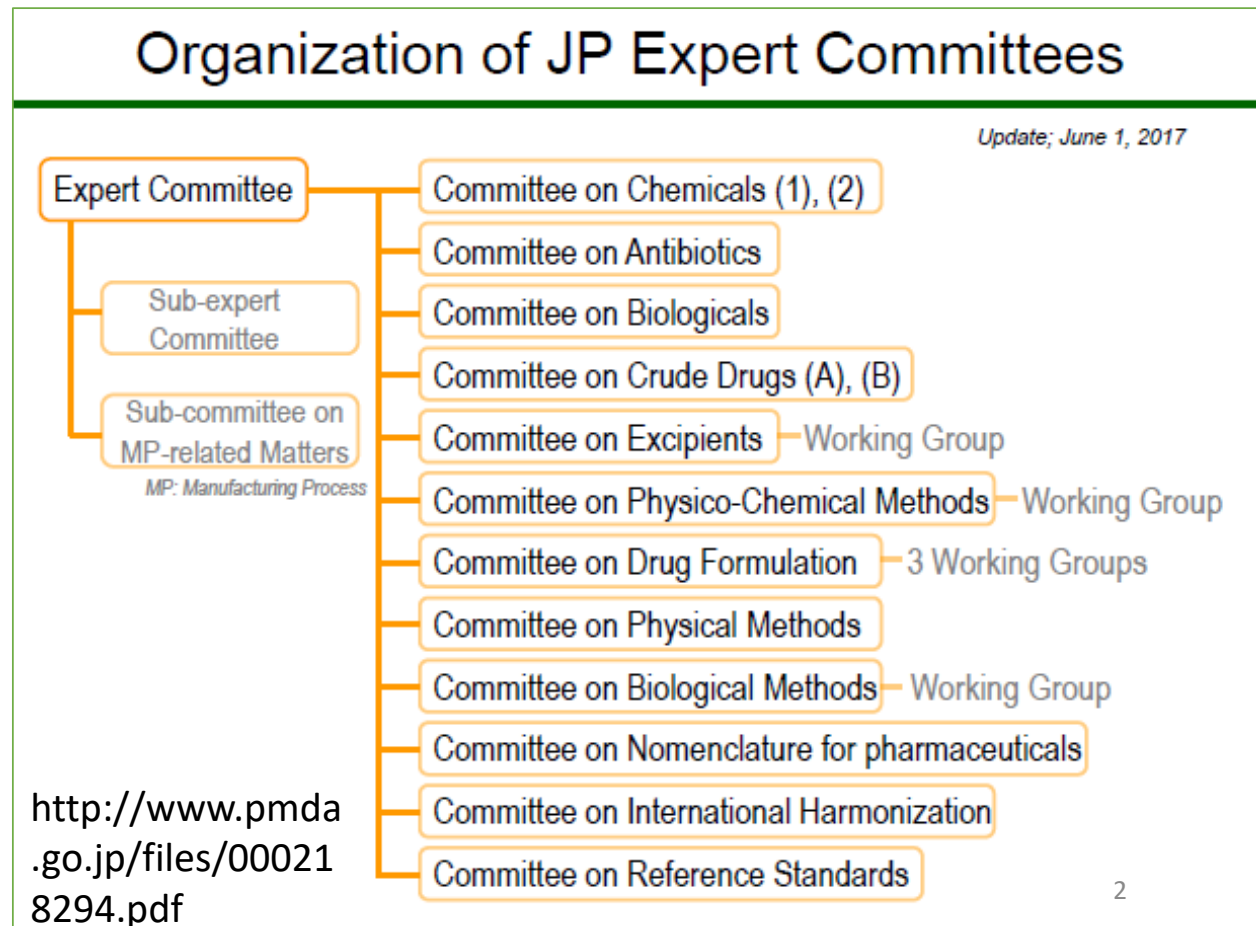 Organization of JP Expert Committees
Update; June 1, 2017
Expert Committee
Sub-expert
Committee
Sub-committee on
MP-related Matters
MP: Manufacturing Process
Committee on Chemicals (1), (2)
Committee on Antibiotics
Committee on Biologicals
Committee on Crude Drugs (A), (B)
Committee on Excipients Working Group
Committee on Physico-Chemical Methods Working Group
Committee on Drug Formulation 3 Working Groups
Committee on Physical Methods
Committee on Biological Methods Working Group
Committee on Nomenclature for pharmaceuticals
Committee on International Harmonization
Committee on Reference Standards
http://www.pmda
.go.jp/files/00021
8294.pdf
2